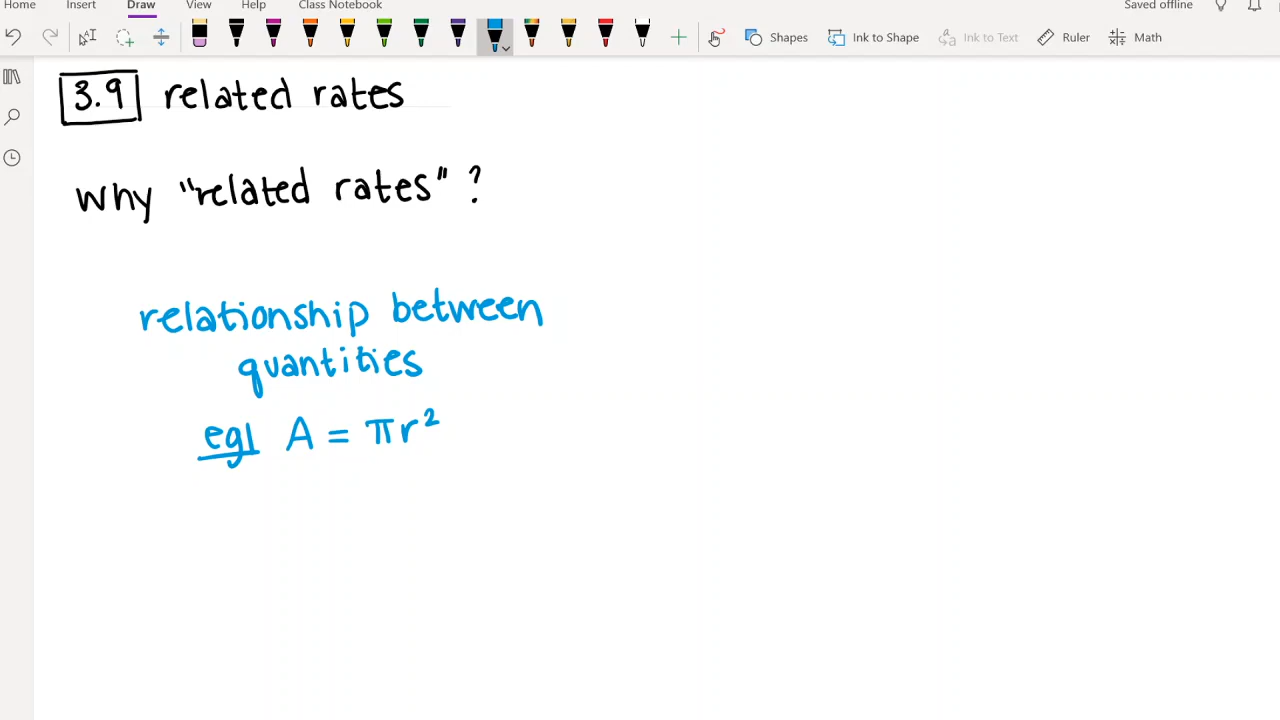 Home Insert Draw View Help Class Notebook Saved offline
Shapes Ink to Shape Ink to Text Ruler Math
3.9 related rates
why "related rates" ?
relationship between
quantities
eg1 A = πr²